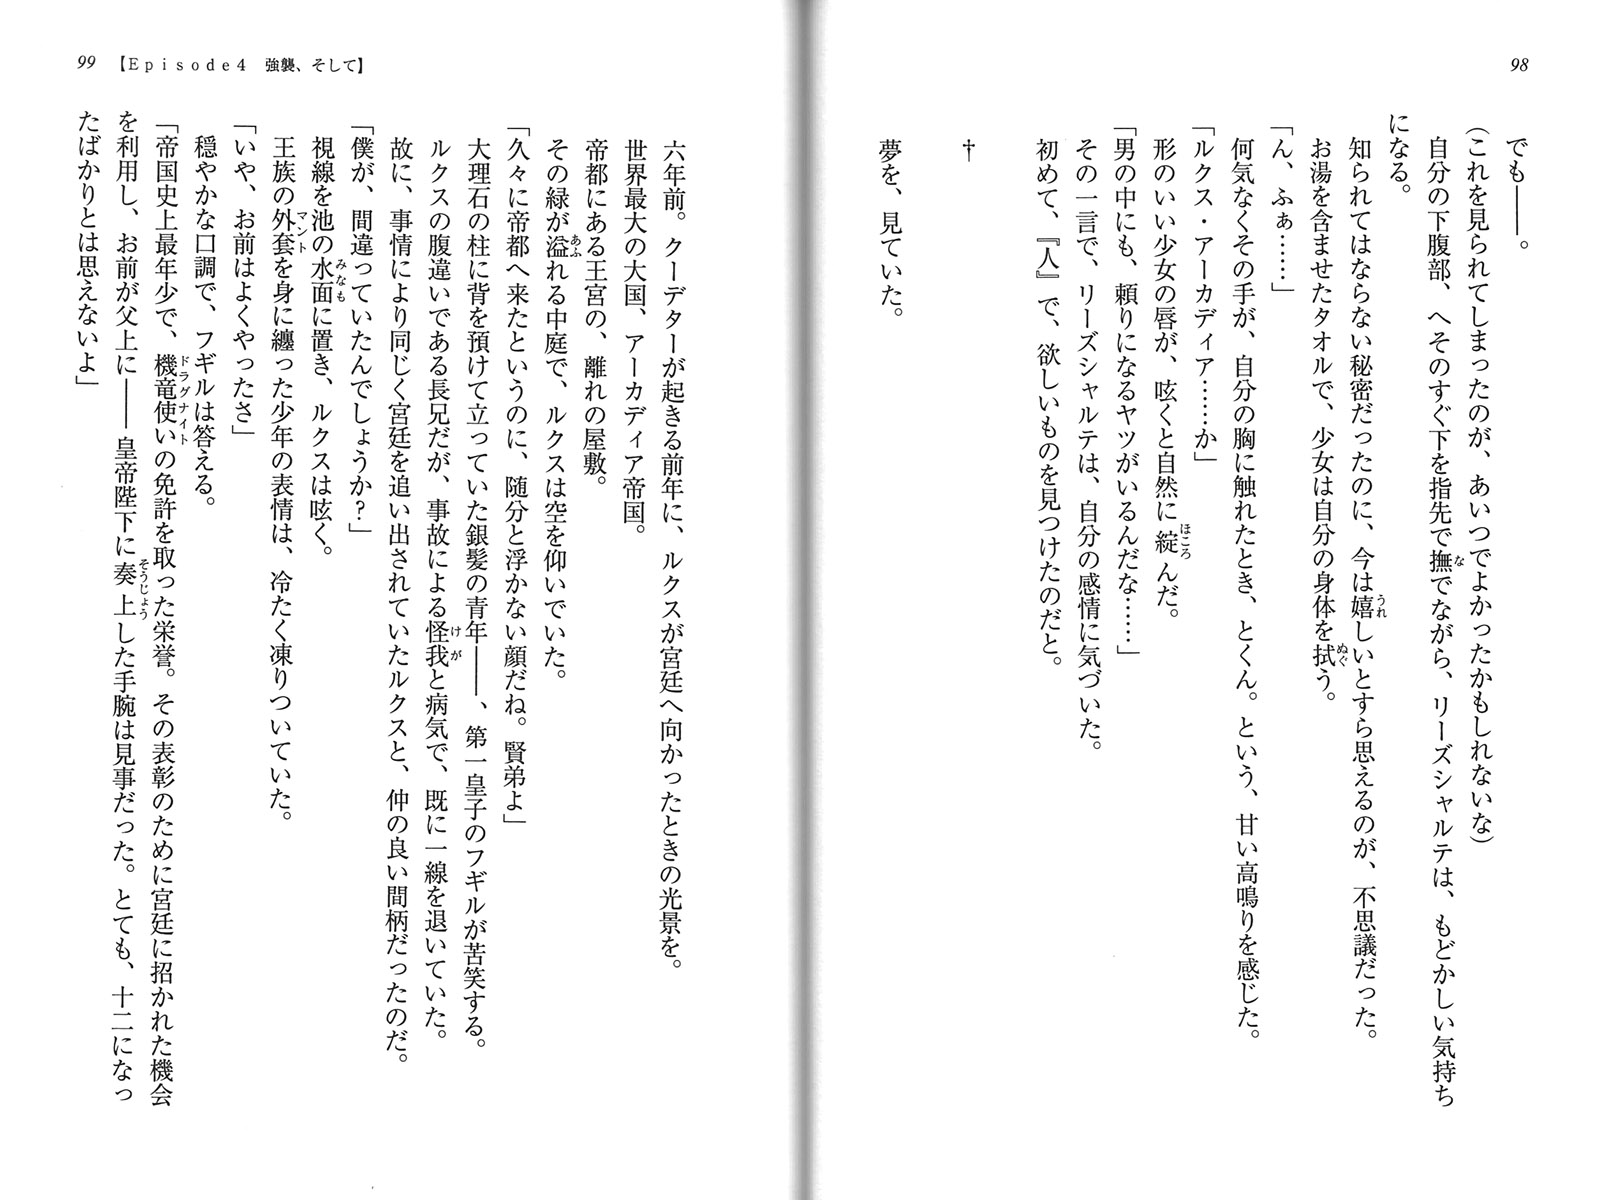 98
でも――。
(これを見られてしまったのが、あいつでよかったかもしれないな)
自分の下腹部、へそのすぐ下を指先で撫でながら、リーズシャルテは、もどかしい気持ち
になる。
知られてはならない秘密だったのに、今は嬉しいとすら思えるのが、不思議だった。
お湯を含ませたタオルで、少女は自分の身体を拭う。
「ん、ふぁ……」
何気なくその手が、自分の胸に触れたとき、とくん。という、甘い高鳴りを感じた。
「ルクス・アーカディア……か」
形のいい少女の唇が、呟くと自然に綻んだ。
「男の中にも、頼りになるヤツがいるんだな……」
その一言で、リーズシャルテは、自分の感情に気づいた。
初めて、『人』で、欲しいものを見つけたのだと。
†
夢を、見ていた。
99 【Episode4 強襲、そして】
六年前。クーデターが起きる前年に、ルクスが宮廷へ向かったときの光景を。
世界最大の大国、アーカディア帝国。
帝都にある王宮の、離れの屋敷。
その緑が溢れる中庭で、ルクスは空を仰いでいた。
「久々に帝都へ来たというのに、随分と浮かない顔だね。賢弟よ」
大理石の柱に背を預けて立っていた銀髪の青年――、第一皇子のフギルが苦笑する。
ルクスの腹違いである長兄だが、事故による怪我と病気で、既に一線を退いていた。
故に、事情により同じく宮廷を追い出されていたルクスと、仲の良い間柄だったのだ。
「僕が、間違っていたんでしょうか?」
視線を池の水面に置き、ルクスは呟く。
王族の外套を身に纏った少年の表情は、冷たく凍りついていた。
「いや、お前はよくやったさ」
穏やかな口調で、フギルは答える。
「帝国史上最年少で、機竜使いの免許を取った栄誉。その表彰のために宮廷に招かれた機会
を利用し、お前が父上に――皇帝陛下に奏上した手腕は見事だった。とても、十二になっ
たばかりとは思えないよ」